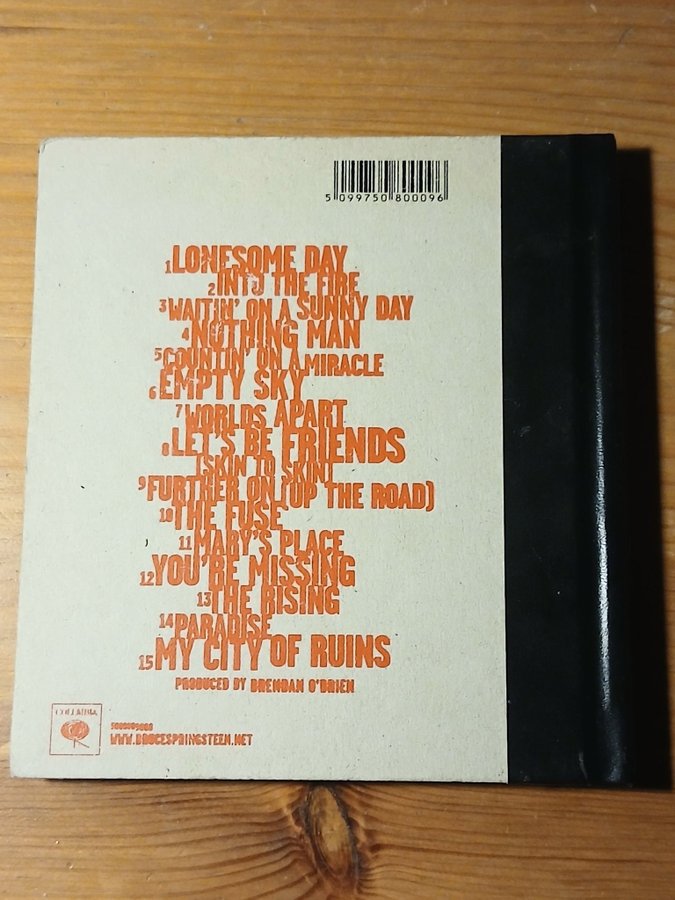 5 099750 800096
1 LONESOME DAY
2 INTO THE FIRE
3 WAITIN' ON A SUNNY DAY
4 NOTHING MAN
5 COUNTIN' ON A MIRACLE
6 EMPTY SKY
7 WORLDS APART
8 LET'S BE FRIENDS
(SKIN TO SKIN)
9 FURTHER ON (UP THE ROAD)
10 THE FUSE
11 MARY'S PLACE
12 YOU'RE MISSING
13 THE RISING
14 PARADISE
15 MY CITY OF RUINS
PRODUCED BY BRENDAN O'BRIEN
COLUMBIA
WWW.BRUCESPRINGSTEEN.NET